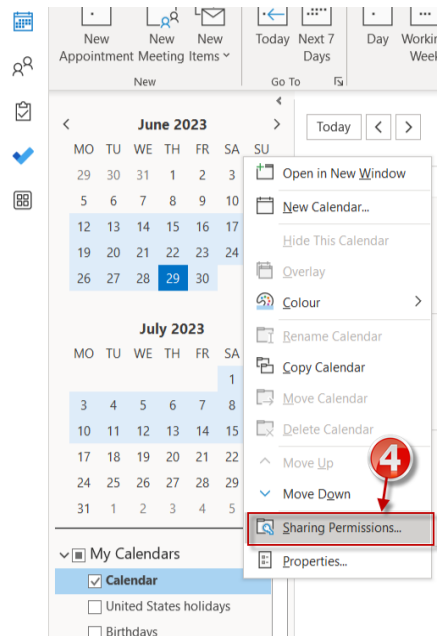 New New New Today Next 7 Day
Appointment Meeting Items Days
New Go To
June 2023
Today
MO TU WE TH FR SA SU
29 30 31 1 2 3
5 6 7 8 9 10
12 13 14 15 16 17
19 20 21 22 23 24
26 27 28 29 30
July 2023
MO TU WE TH FR SA
1
3 4 5 6 7 8
10 11 12 13 14 15
17 18 19 20 21 22
24 25 26 27 28 29
31 1 2 3 4 5
My Calendars
Calendar
United States holidays
Birthdays
Open in New Window
New Calendar...
Hide This Calendar
Overlay
Colour
Rename Calendar
Copy Calendar
Move Calendar
Delete Calendar
Move Up
Move Down
Sharing Permissions...
Properties...
4